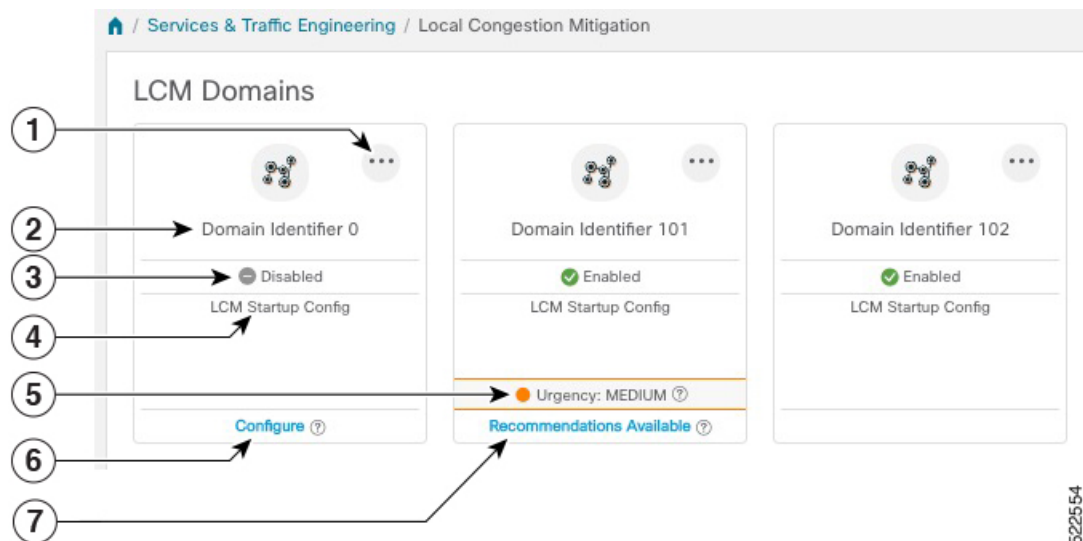 / Services & Traffic Engineering / Local Congestion Mitigation
LCM Domains
1
2
3
4
5
6
7
Domain Identifier 0
Disabled
LCM Startup Config
Configure ?
Domain Identifier 101
Enabled
LCM Startup Config
Urgency: MEDIUM ?
Recommendations Available ?
Domain Identifier 102
Enabled
LCM Startup Config
522554